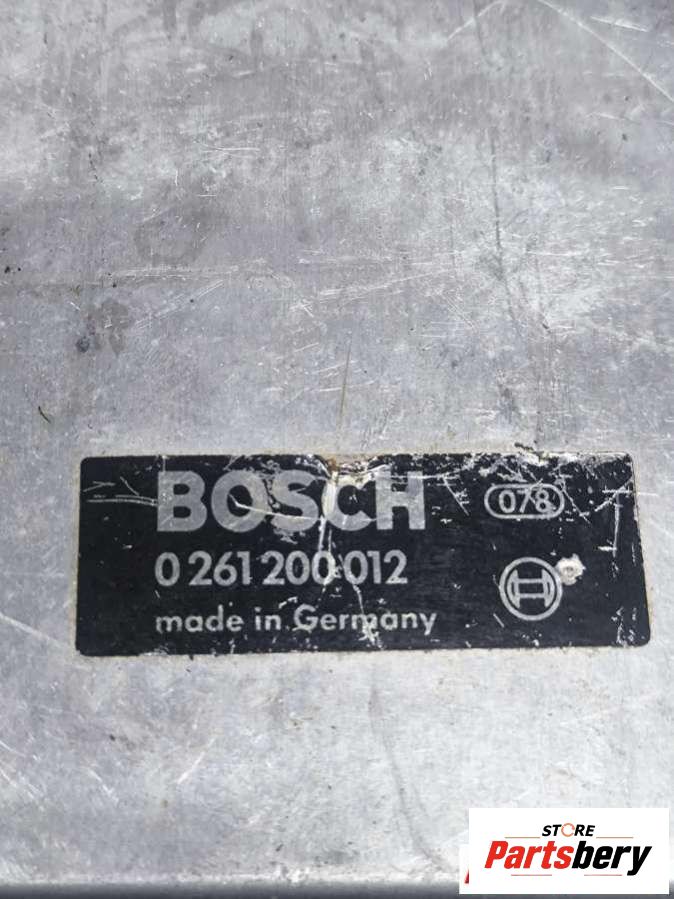 BOSCH
078
0 261 200 012
made in Germany
STORE
Partsbery